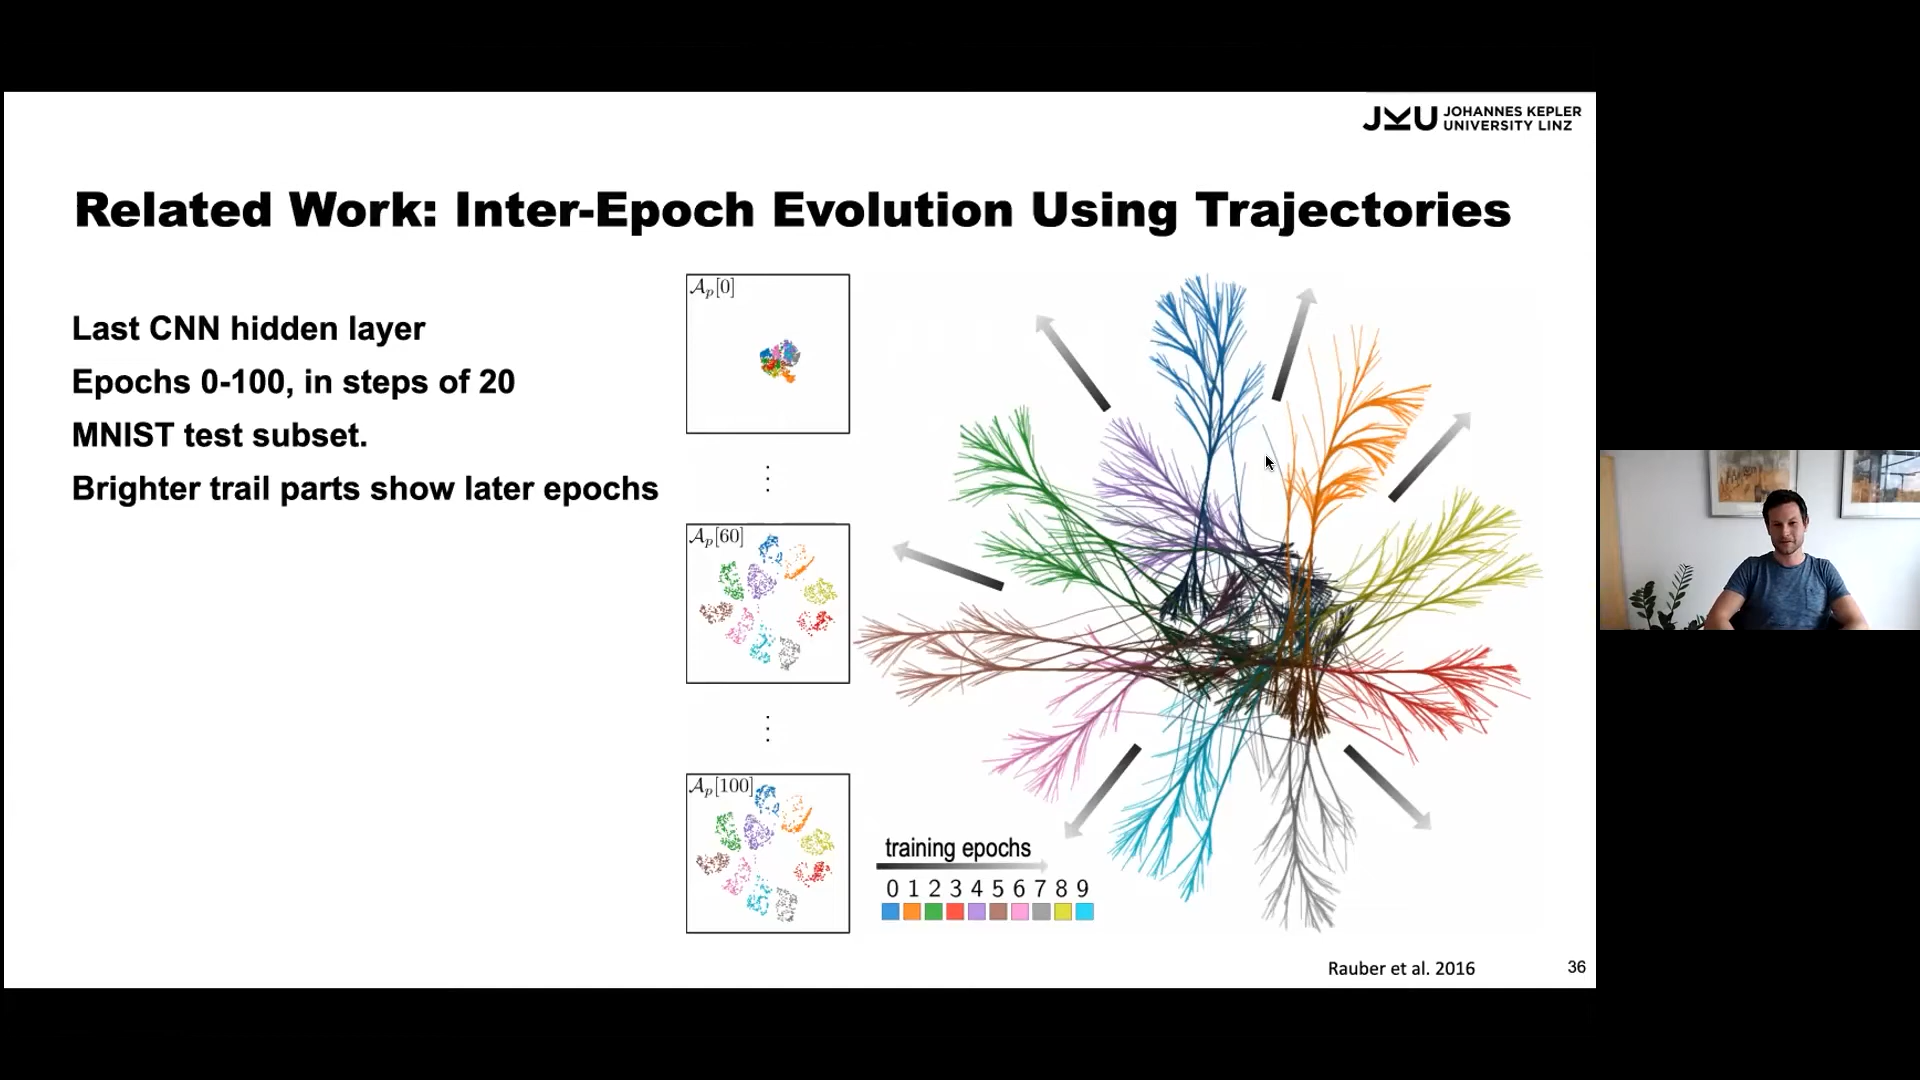 JKU JOHANNES KEPLER
UNIVERSITY LINZ
Related Work: Inter-Epoch Evolution Using Trajectories
Last CNN hidden layer
Epochs 0-100, in steps of 20
MNIST test subset.
Brighter trail parts show later epochs
𝒜p[0]
𝒜p[60]
𝒜p[100]
training epochs
0 1 2 3 4 5 6 7 8 9
Rauber et al. 2016
36